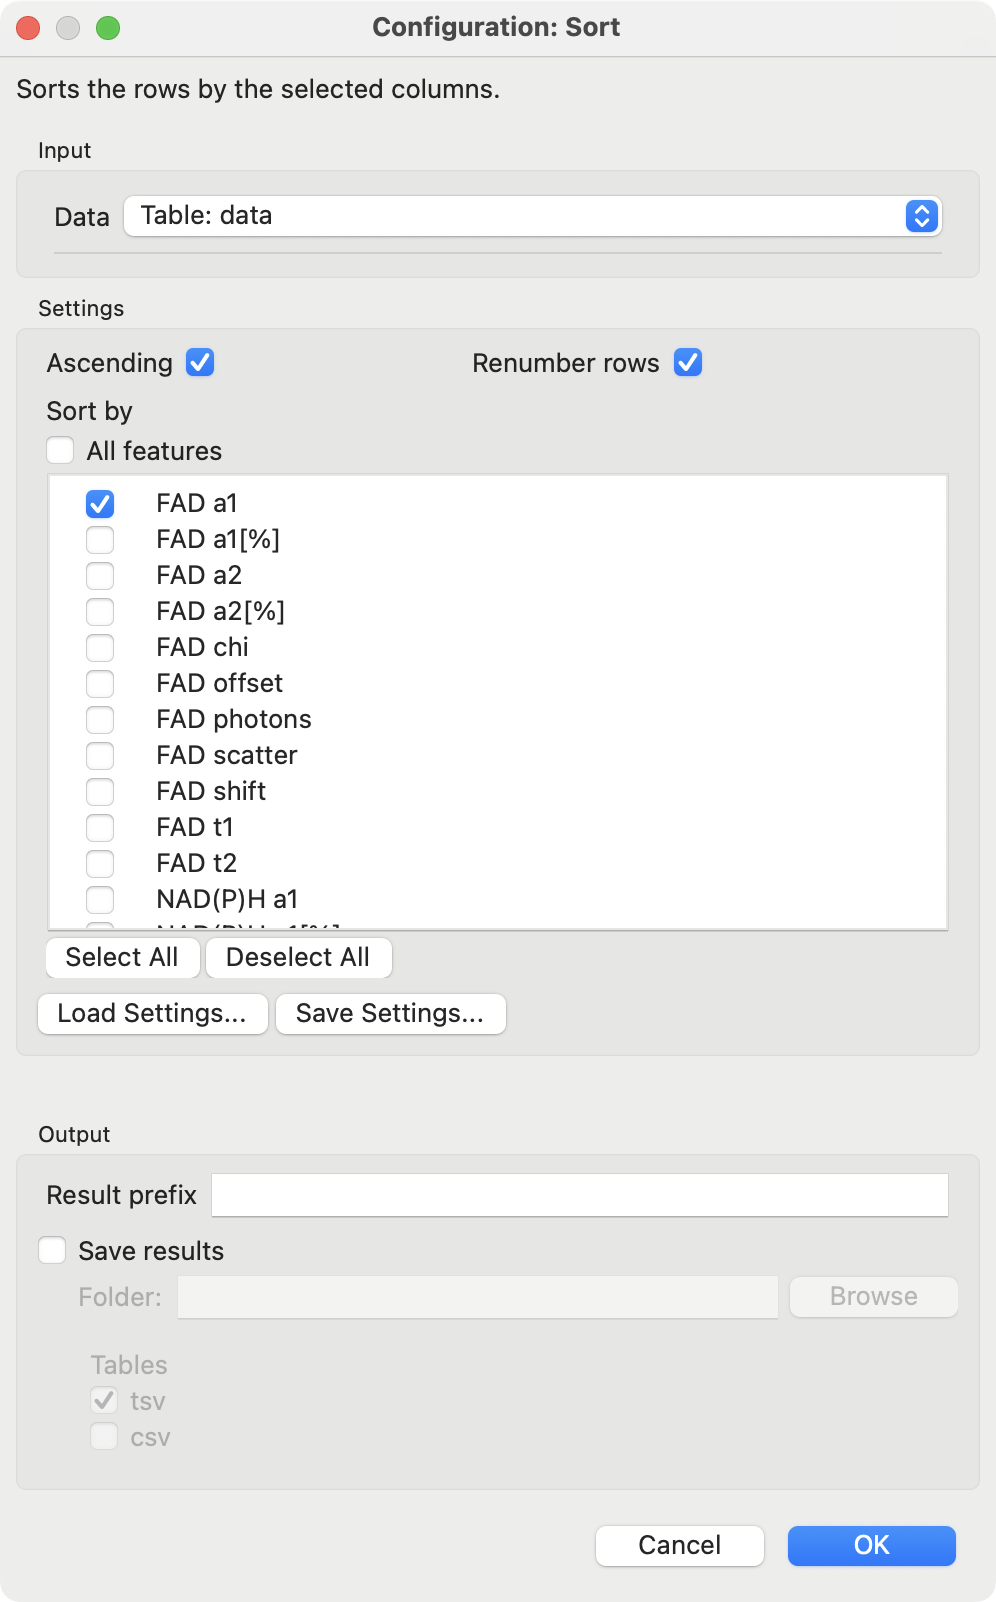 Configuration: Sort
Sorts the rows by the selected columns.
Input
Data Table: data
Settings
Ascending Renumber rows
Sort by
All features
FAD a1
FAD a1[%]
FAD a2
FAD a2[%]
FAD chi
FAD offset
FAD photons
FAD scatter
FAD shift
FAD t1
FAD t2
NAD(P)H a1
Select All Deselect All
Load Settings... Save Settings...
Output
Result prefix
Save results
Folder: Browse
Tables
tsv
csv
Cancel OK